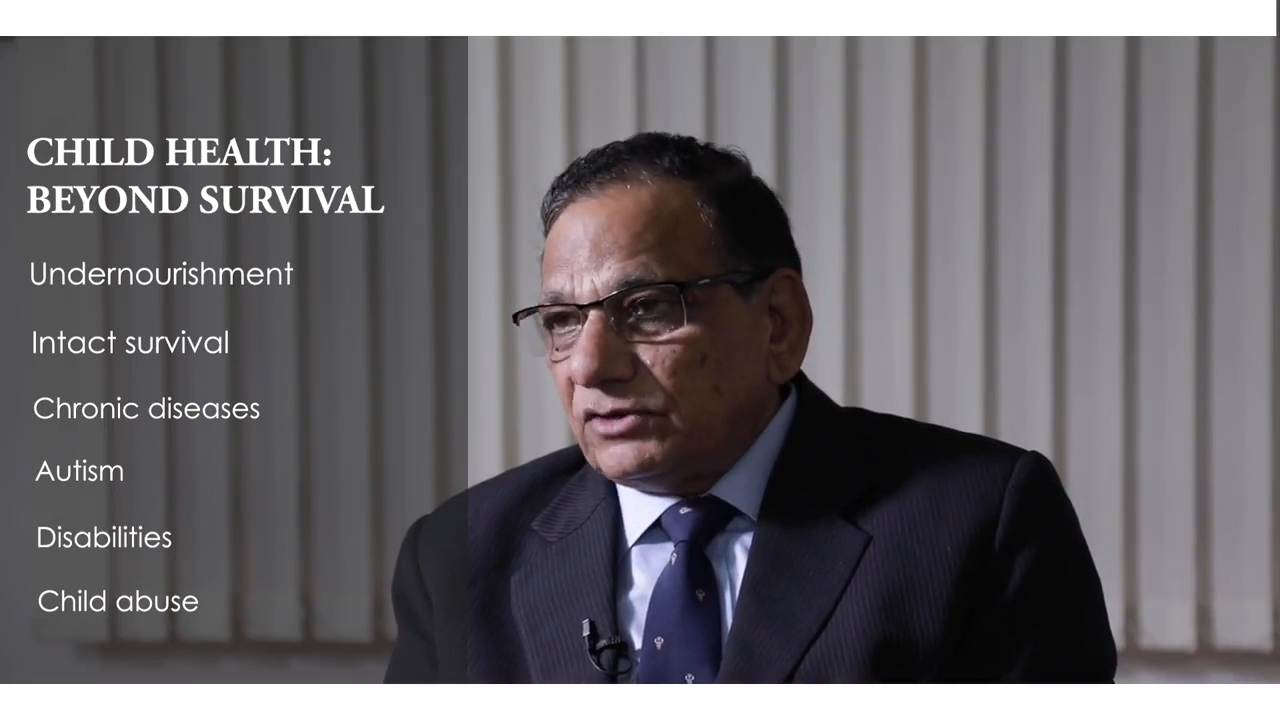 CHILD HEALTH:
BEYOND SURVIVAL
Undernourishment
Intact survival
Chronic diseases
Autism
Disabilities
Child abuse